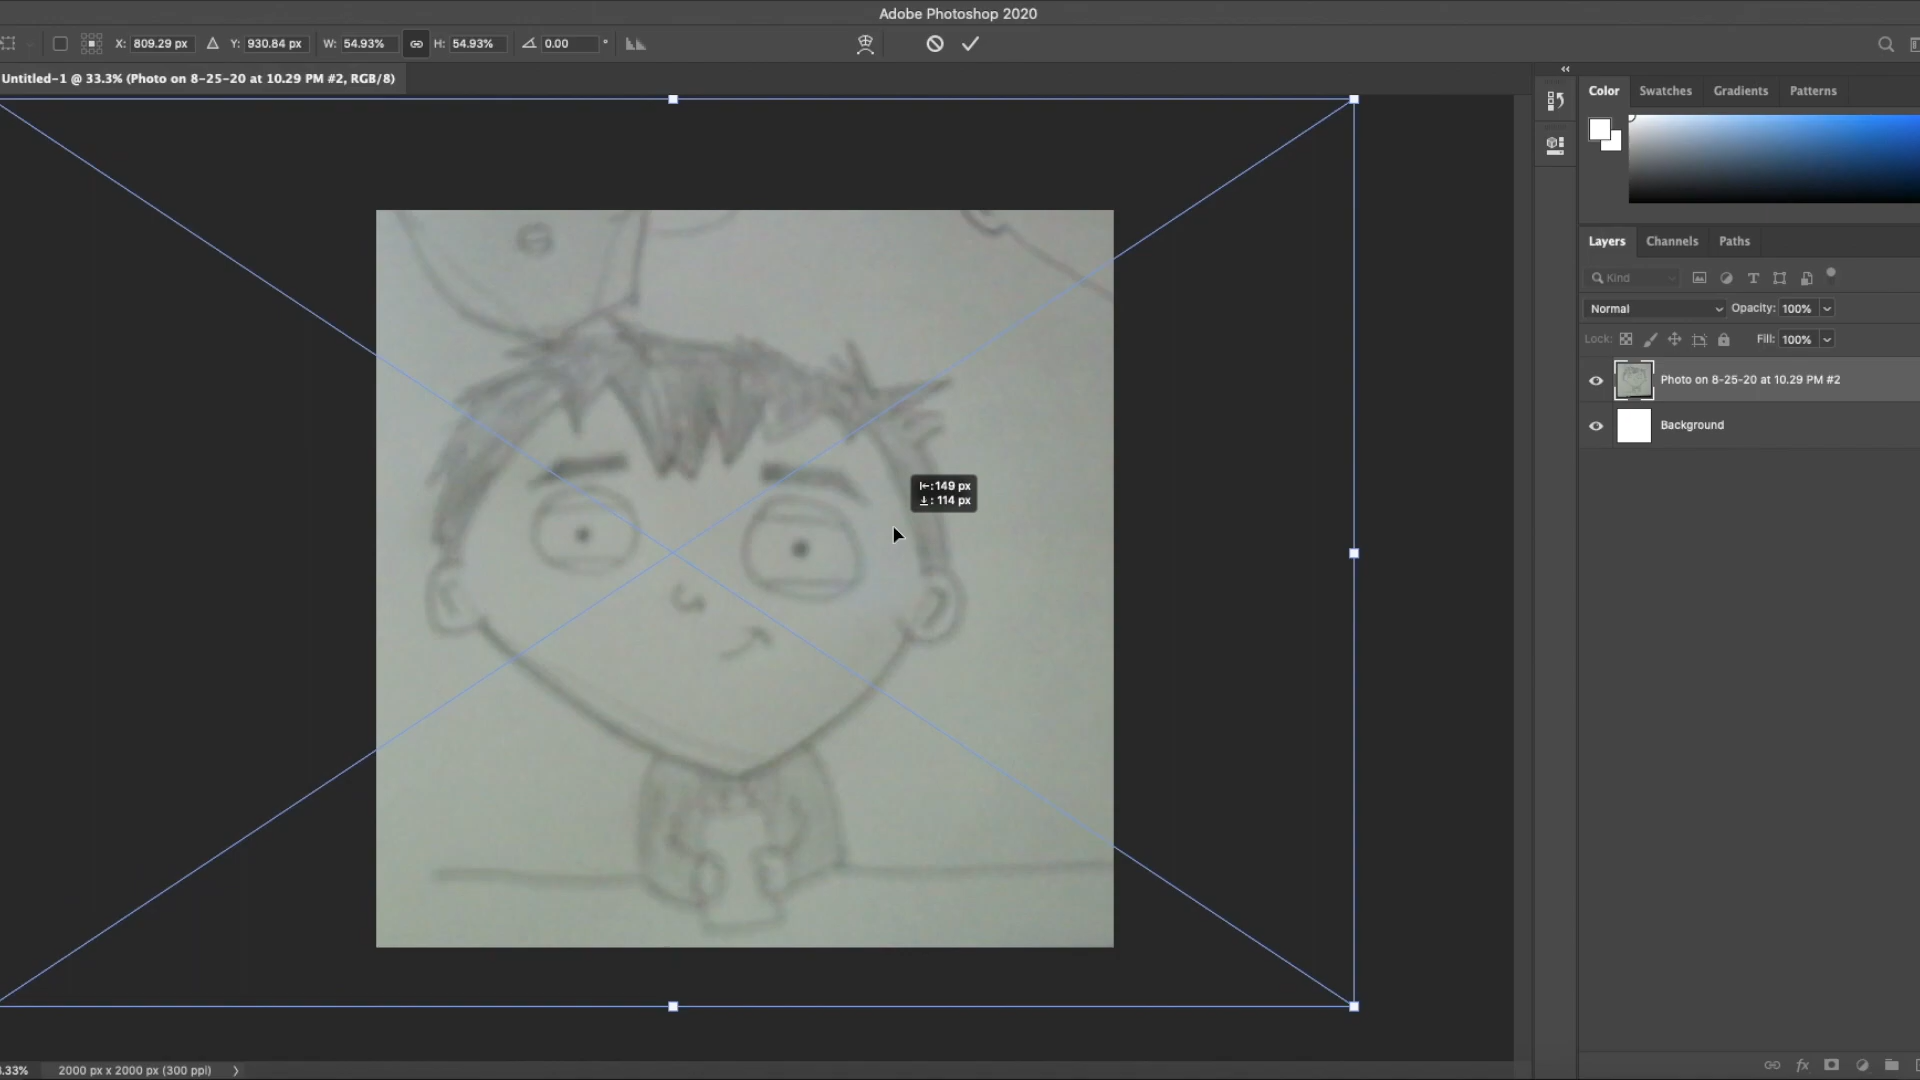 Adobe Photoshop 2020
X: 809.29 px Y: 930.84 px W: 54.93% H: 54.93% 0.00 °
Untitled-1 @ 33.3% (Photo on 8-25-20 at 10.29 PM #2, RGB/8)
Color Swatches Gradients Patterns
Layers Channels Paths
Kind
Normal Opacity: 100%
Lock: Fill: 100%
Photo on 8-25-20 at 10.29 PM #2
Background
: 149 px
: 114 px
.33% 2000 px x 2000 px (300 ppi)
fx